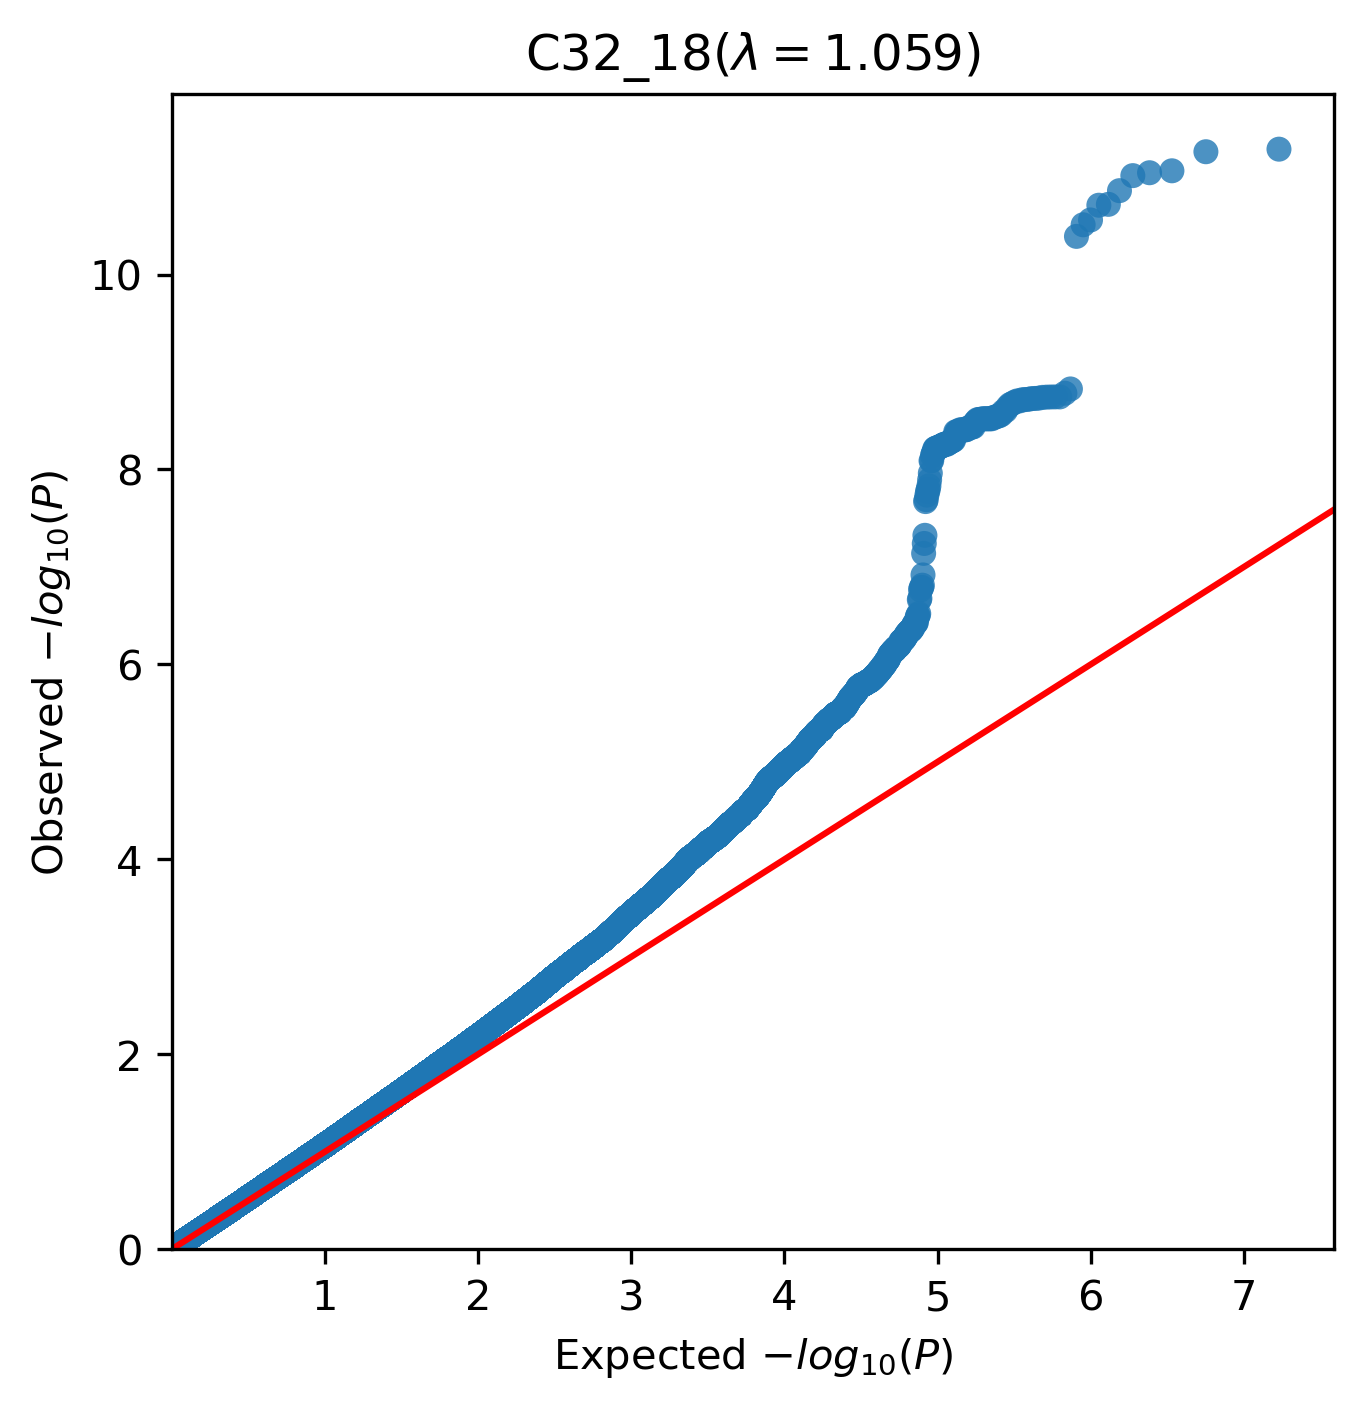 C32_18(λ = 1.059)
Observed −log₁₀(P)
10
8
6
4
2
0
1 2 3 4 5 6 7
Expected −log₁₀(P)